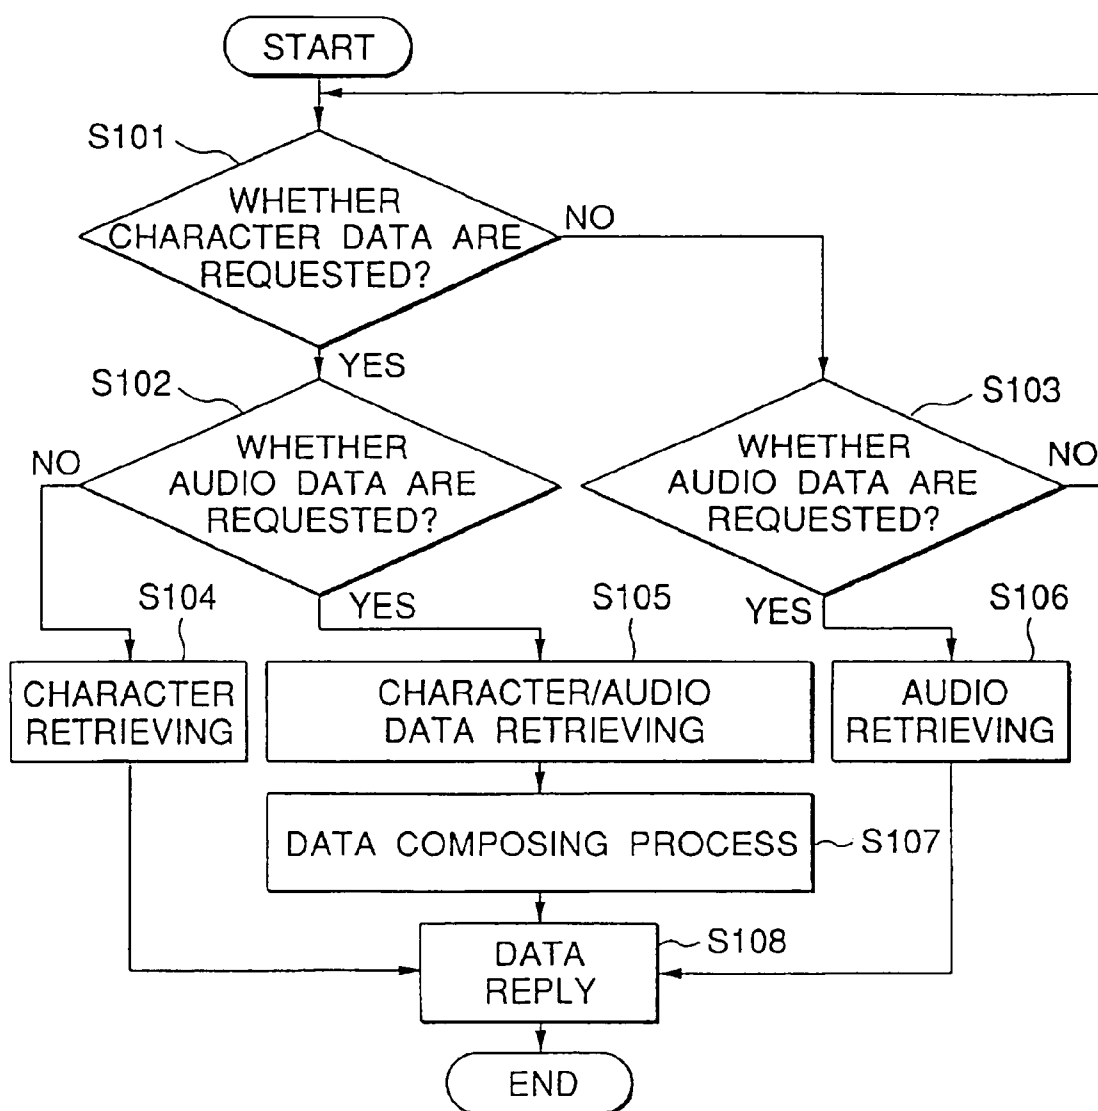 START
S101
WHETHER
CHARACTER DATA ARE
REQUESTED?
NO
YES
S102
WHETHER
AUDIO DATA ARE
REQUESTED?
NO
S103
WHETHER
AUDIO DATA ARE
REQUESTED?
NO
S104
YES
S105
YES
S106
CHARACTER
RETRIEVING
CHARACTER/AUDIO
DATA RETRIEVING
AUDIO
RETRIEVING
DATA COMPOSING PROCESS
S107
DATA
REPLY
S108
END